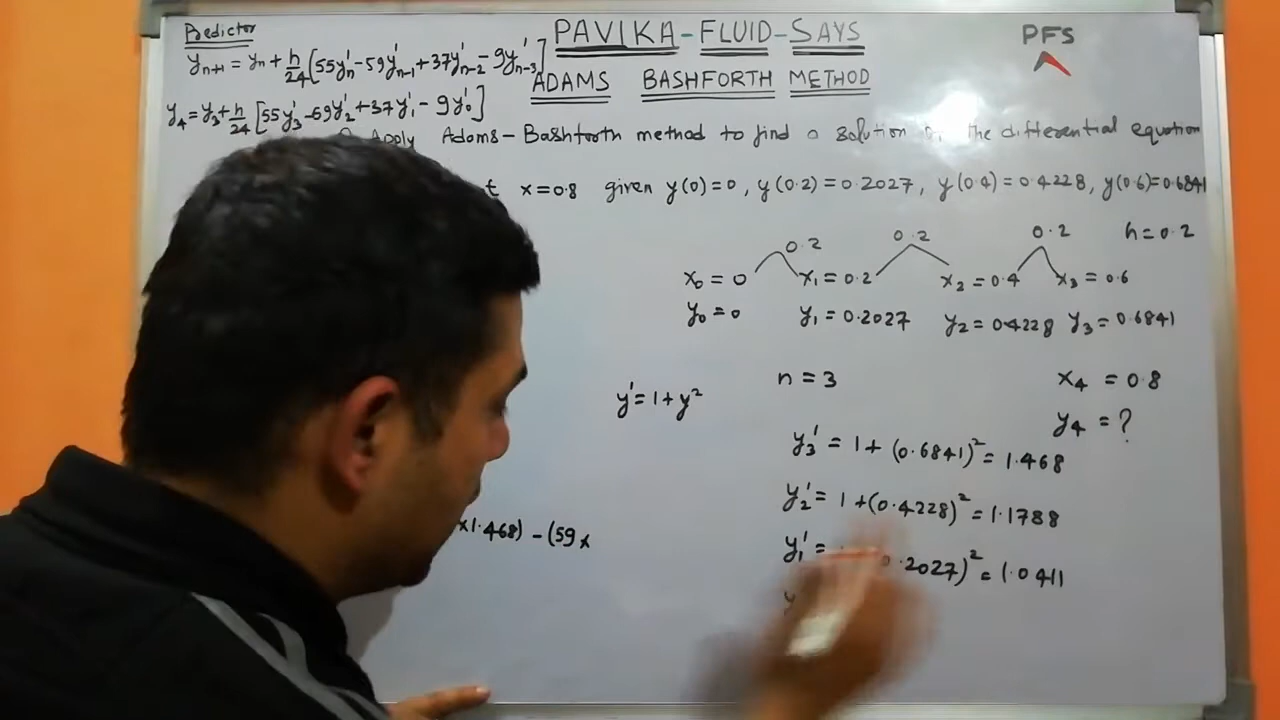 Predictor
PAVIKA-FLUID-SAYS
PFS
yn+1 = yn + h/24 [55y'n - 59y'n-1 + 37y'n-2 - 9y'n-3]
ADAMS BASHFORTH METHOD
y4 = y3 + h/24 [55y'3 - 59y'2 + 37y'1 - 9y'0]
Apply Adams-Bashforth method to find a solution of the differential equation
x=0.8 given y(0)=0, y(0.2)=0.2027, y(0.4)=0.4228, y(0.6)=0.6841
0.2 0.2 0.2 h=0.2
x0 = 0 x1 = 0.2 x2 = 0.4 x3 = 0.6
y0 = 0 y1 = 0.2027 y2 = 0.4228 y3 = 0.6841
n = 3 x4 = 0.8
y' = 1+y²
y4 = ?
y3' = 1 + (0.6841)² = 1.468
y2' = 1 + (0.4228)² = 1.1788
×1.468) - (59×
y1' = 0.2027)² = 1.0411